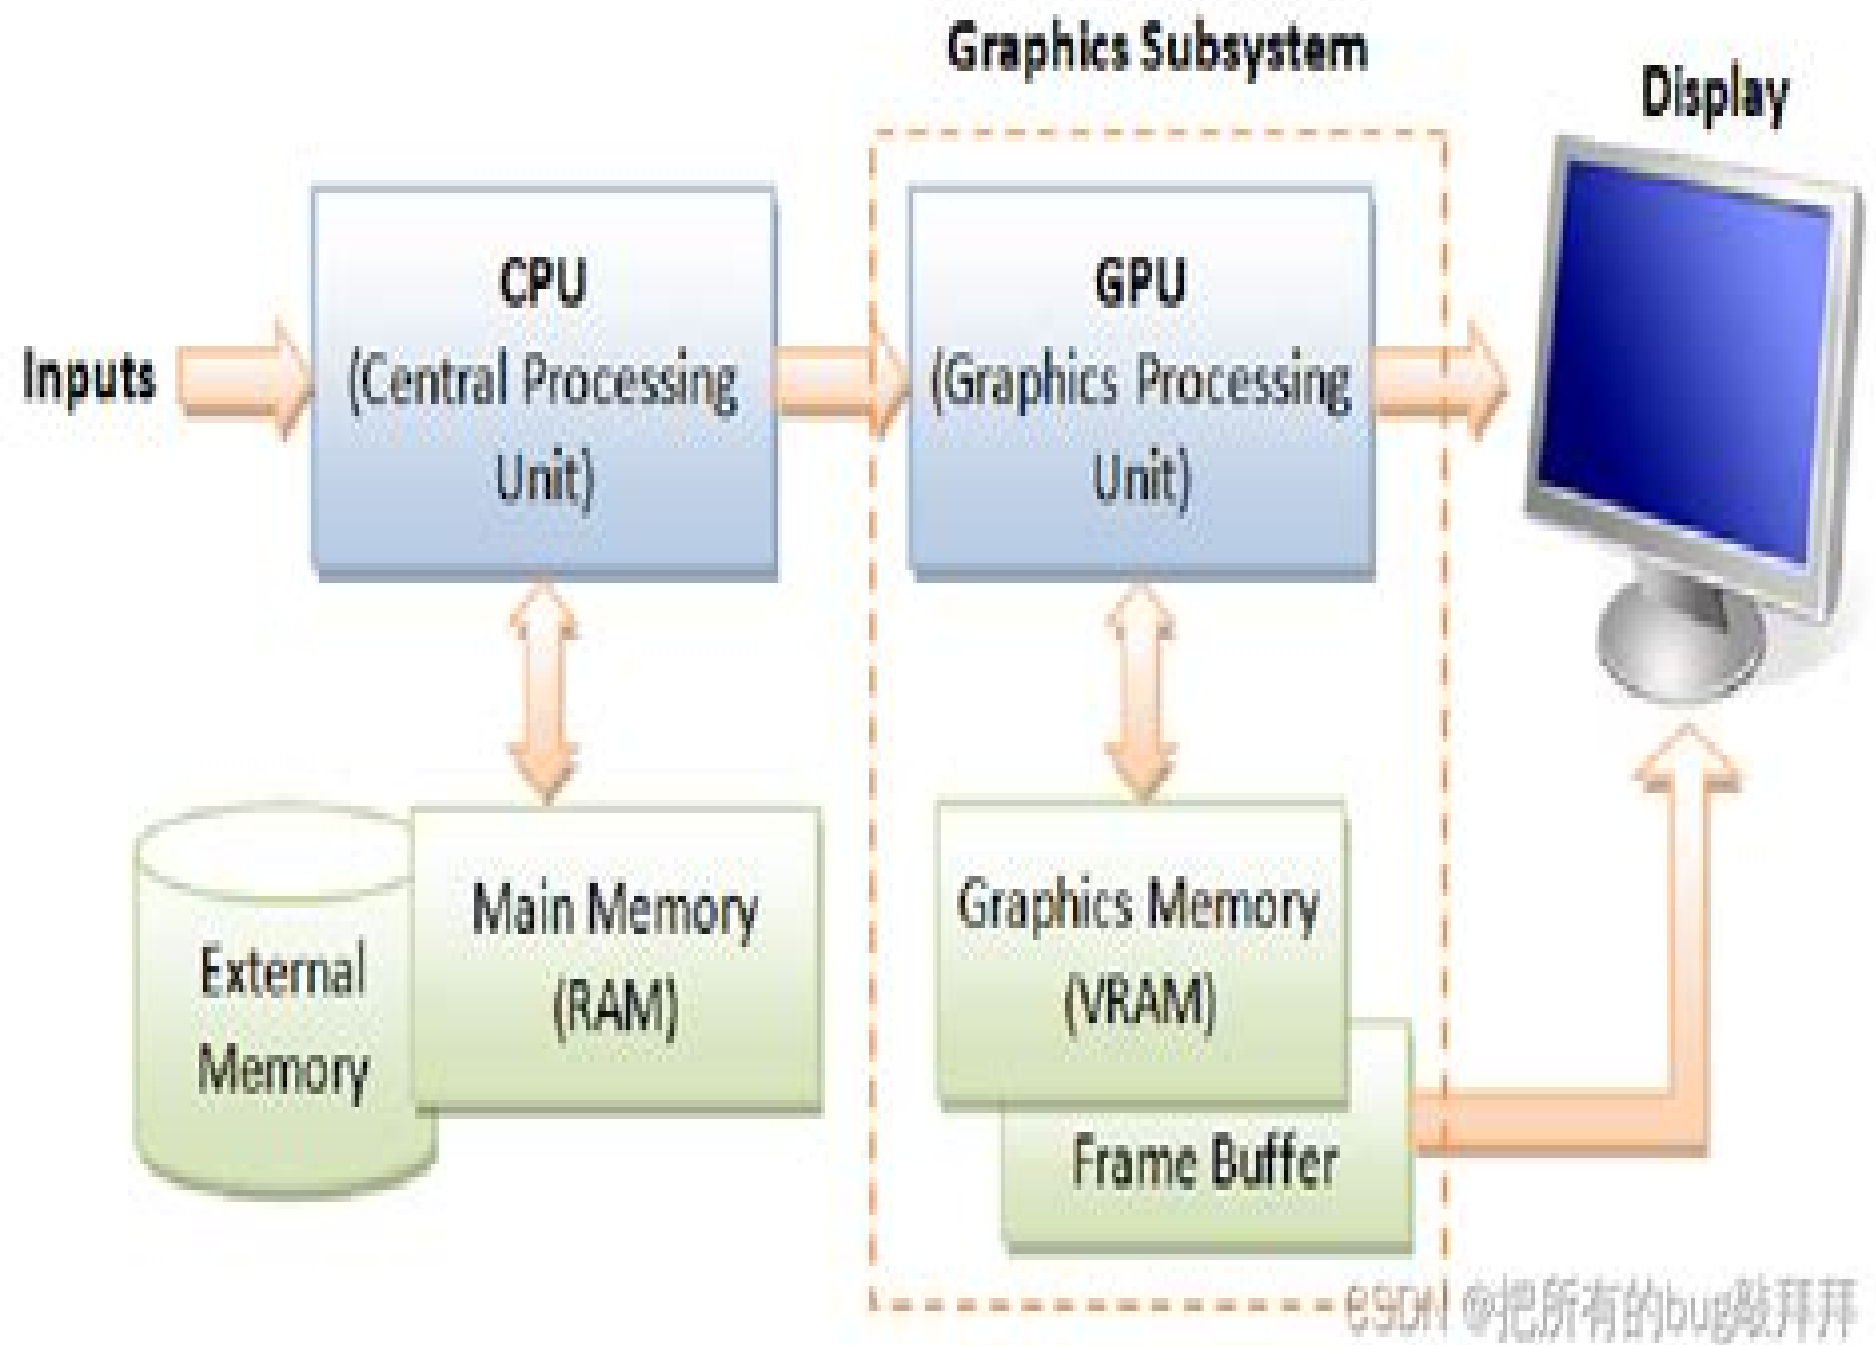 Graphics Subsystem
Display
CPU
(Central Processing
Unit)
GPU
(Graphics Processing
Unit)
Inputs
External
Memory
Main Memory
(RAM)
Graphics Memory
(VRAM)
Frame Buffer
CSDN @把所有的bug敲拜拜